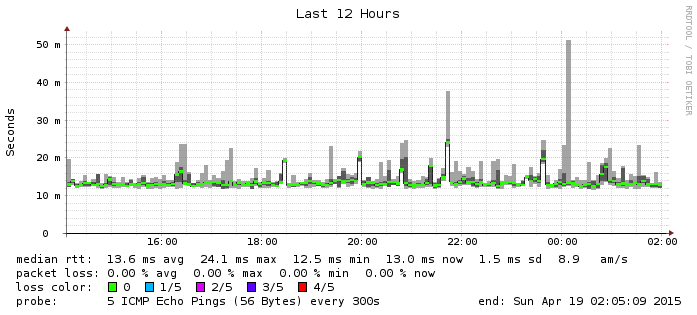 Last 12 Hours
RRDTOOL / TOBI OETIKER
Seconds
50 m
40 m
30 m
20 m
10 m
0
16:00 18:00 20:00 22:00 00:00 02:00
median rtt: 13.6 ms avg 24.1 ms max 12.5 ms min 13.0 ms now 1.5 ms sd 8.9 am/s
packet loss: 0.00 % avg 0.00 % max 0.00 % min 0.00 % now
loss color: 0 1/5 2/5 3/5 4/5
probe: 5 ICMP Echo Pings (56 Bytes) every 300s end: Sun Apr 19 02:05:09 2015